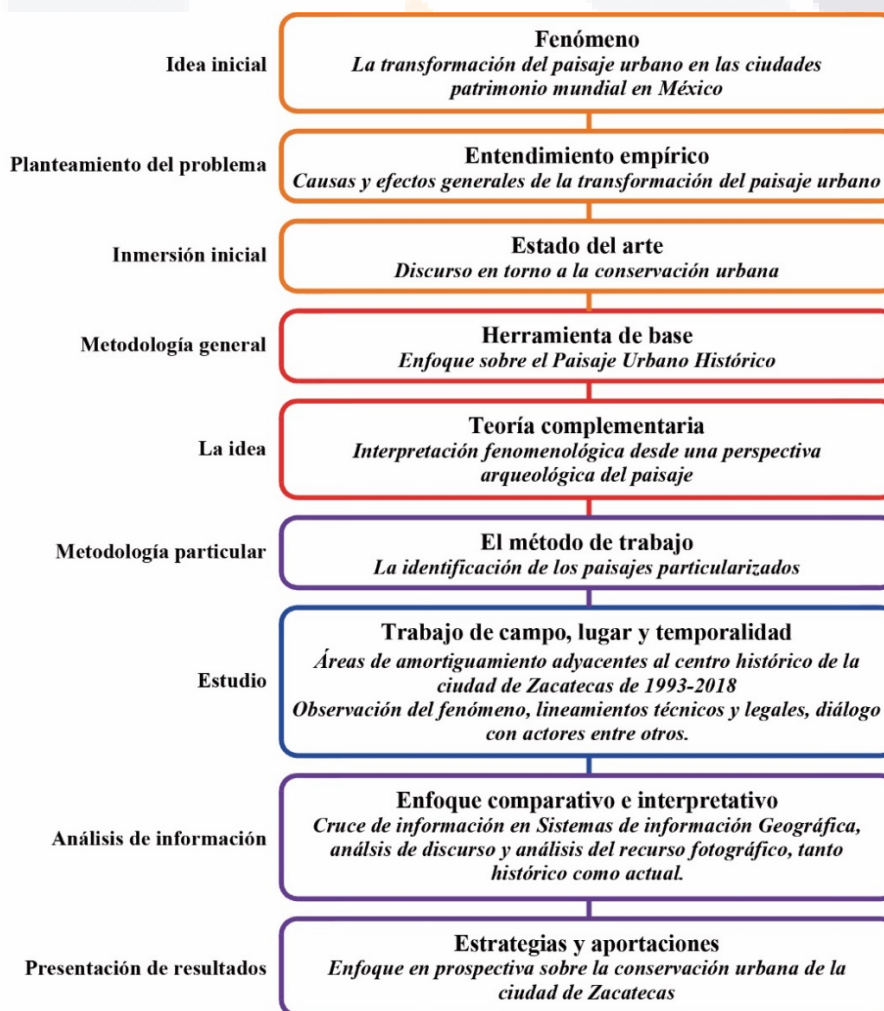 Idea inicial
Fenómeno
La transformación del paisaje urbano en las ciudades
patrimonio mundial en México
Planteamiento del problema
Entendimiento empírico
Causas y efectos generales de la transformación del paisaje urbano
Inmersión inicial
Estado del arte
Discurso en torno a la conservación urbana
Metodología general
Herramienta de base
Enfoque sobre el Paisaje Urbano Histórico
La idea
Teoría complementaria
Interpretación fenomenológica desde una perspectiva
arqueológica del paisaje
Metodología particular
El método de trabajo
La identificación de los paisajes particularizados
Estudio
Trabajo de campo, lugar y temporalidad
Áreas de amortiguamiento adyacentes al centro histórico de la
ciudad de Zacatecas de 1993-2018
Observación del fenómeno, lineamientos técnicos y legales, diálogo
con actores entre otros.
Análisis de información
Enfoque comparativo e interpretativo
Cruce de información en Sistemas de información Geográfica,
análsis de discurso y análisis del recurso fotográfico, tanto
histórico como actual.
Presentación de resultados
Estrategias y aportaciones
Enfoque en prospectiva sobre la conservación urbana de la
ciudad de Zacatecas